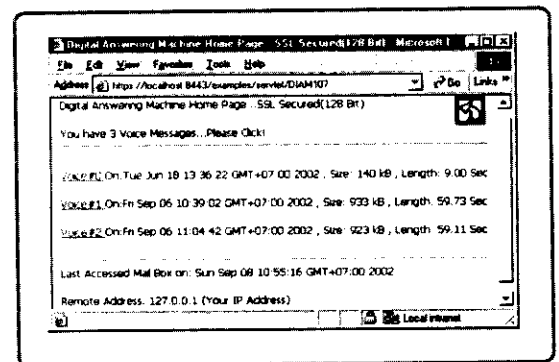 Digital Answering Machine Home Page - SSL Secured(128 Bit) Microsoft I
File Edit View Favorites Tools Help
Address https://localhost 8443/examples/servlet/DIAM107 Go Links »
Digital Answering Machine Home Page ..SSL Secured(128 Bit)
You have 3 Voice Messages...Please Click!
Voice#0 On:Tue Jun 18 13 36 22 GMT+07 00 2002 , Size: 140 kB , Length: 9.00 Sec
Voice#1 On:Fri Sep 06 10:39 02 GMT+07:00 2002 , Size: 933 kB , Length 59.73 Sec
Voice#2 On:Fri Sep 06 11:04 42 GMT+07:00 2002 , Size 923 kB , Length 59.11 Sec
Last Accessed Mail Box on: Sun Sep 08 10:55:16 GMT+07:00 2002
Remote Address. 127.0.0.1 (Your IP Address)
Local intranet